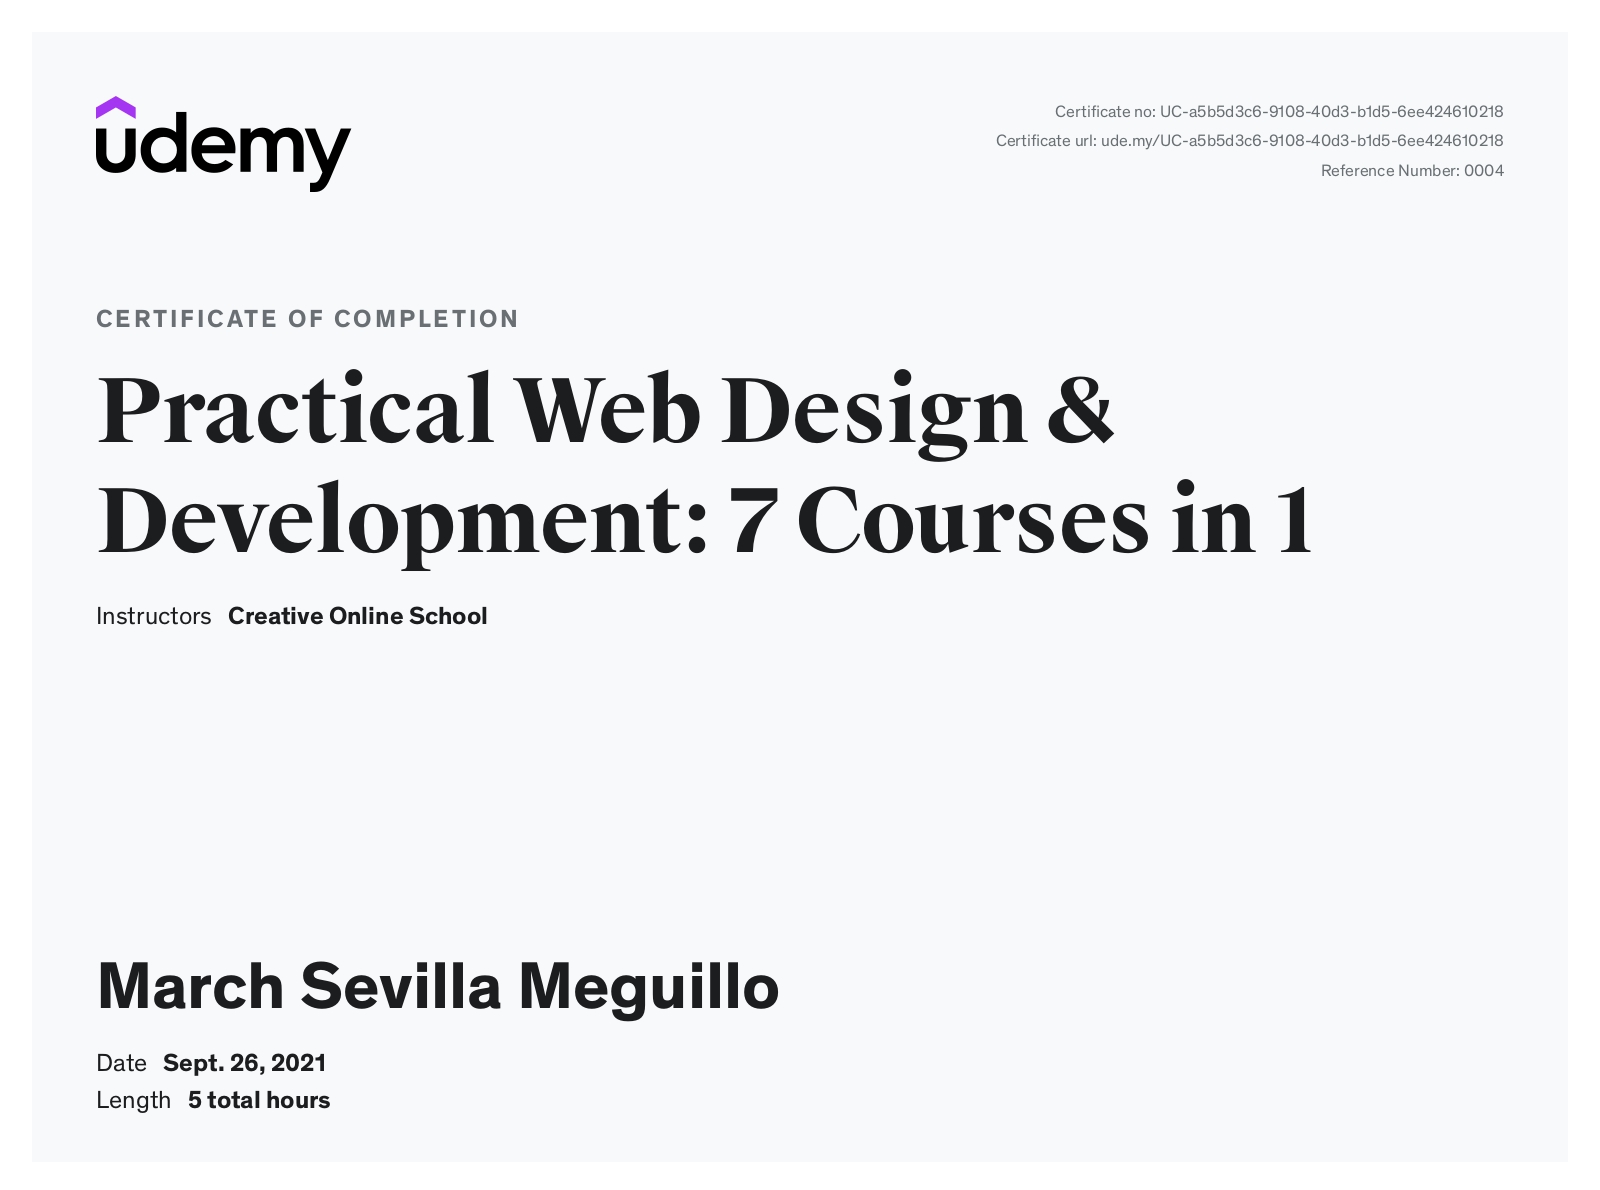 udemy
Certificate no: UC-a5b5d3c6-9108-40d3-b1d5-6ee424610218
Certificate url: ude.my/UC-a5b5d3c6-9108-40d3-b1d5-6ee424610218
Reference Number: 0004
CERTIFICATE OF COMPLETION
Practical Web Design &
Development: 7 Courses in 1
Instructors Creative Online School
March Sevilla Meguillo
Date Sept. 26, 2021
Length 5 total hours